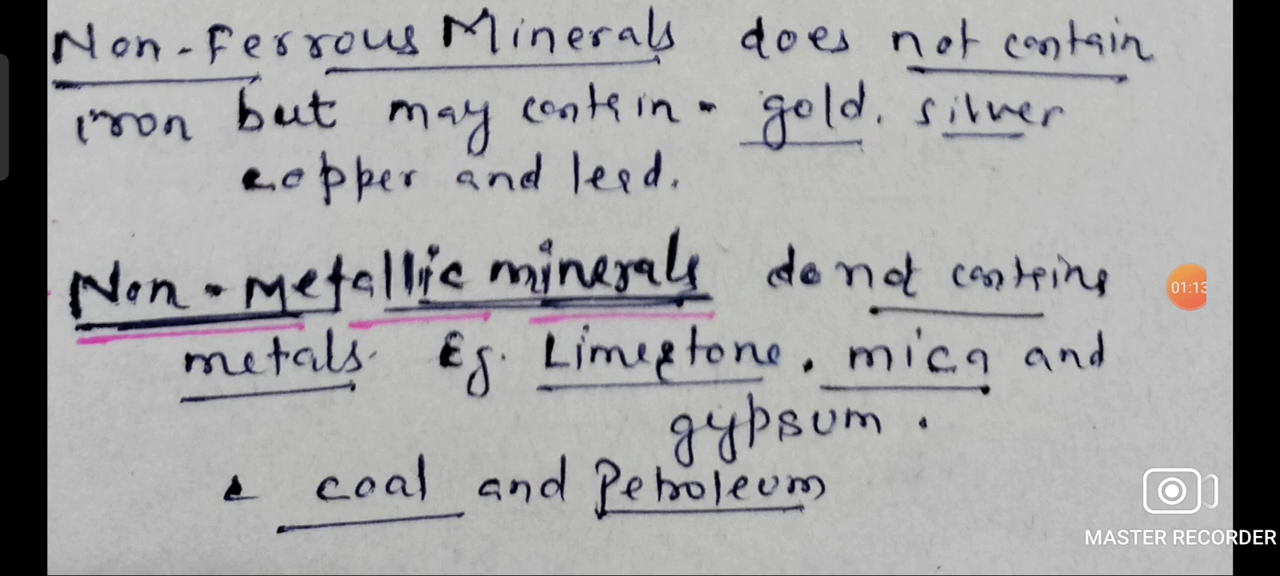 Non-Ferrous Minerals does not contain
iron but may contain - gold, silver
copper and lead.
Non-metallic minerals do not contains
metals. Eg. Limestone, mica and
gypsum.
coal and Petroleum
01:13
MASTER RECORDER